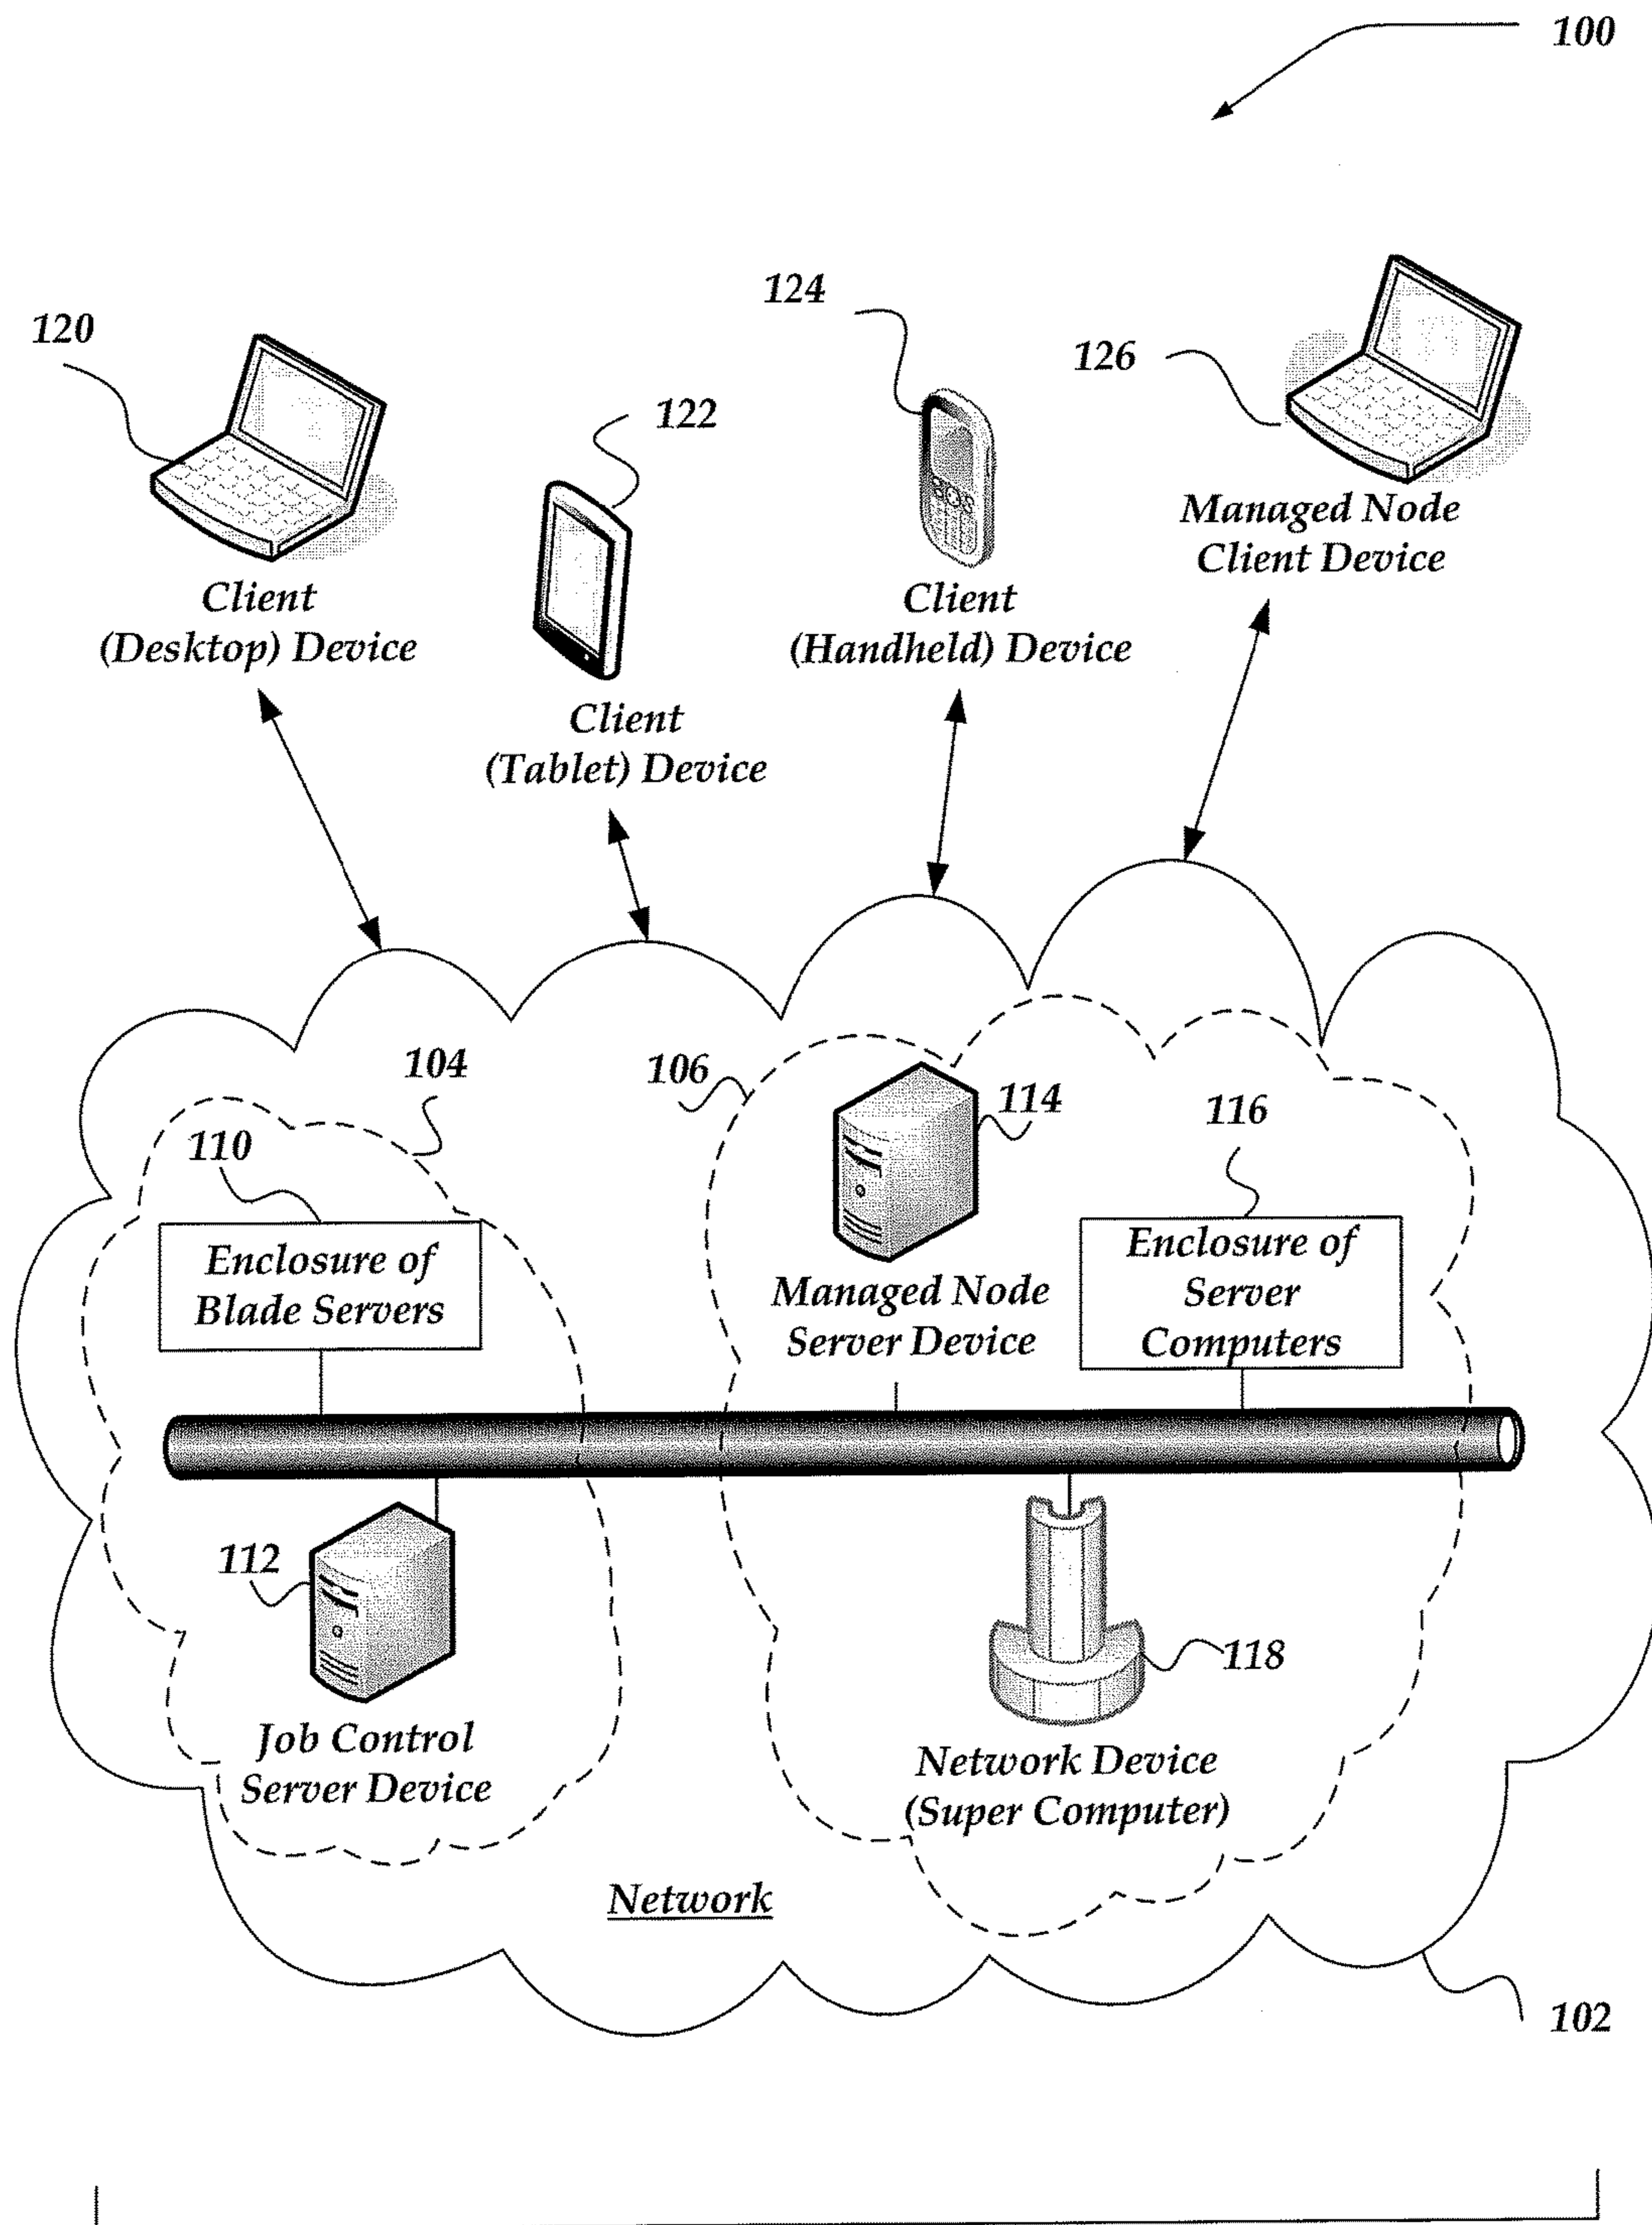 100
124
126
120
122
Managed Node
Client Device
Client
(Desktop) Device
Client
(Handheld) Device
Client
(Tablet) Device
104
106
114
116
110
Enclosure of
Blade Servers
Enclosure of
Server
Computers
Managed Node
Server Device
112
118
Job Control
Server Device
Network Device
(Super Computer)
Network
102